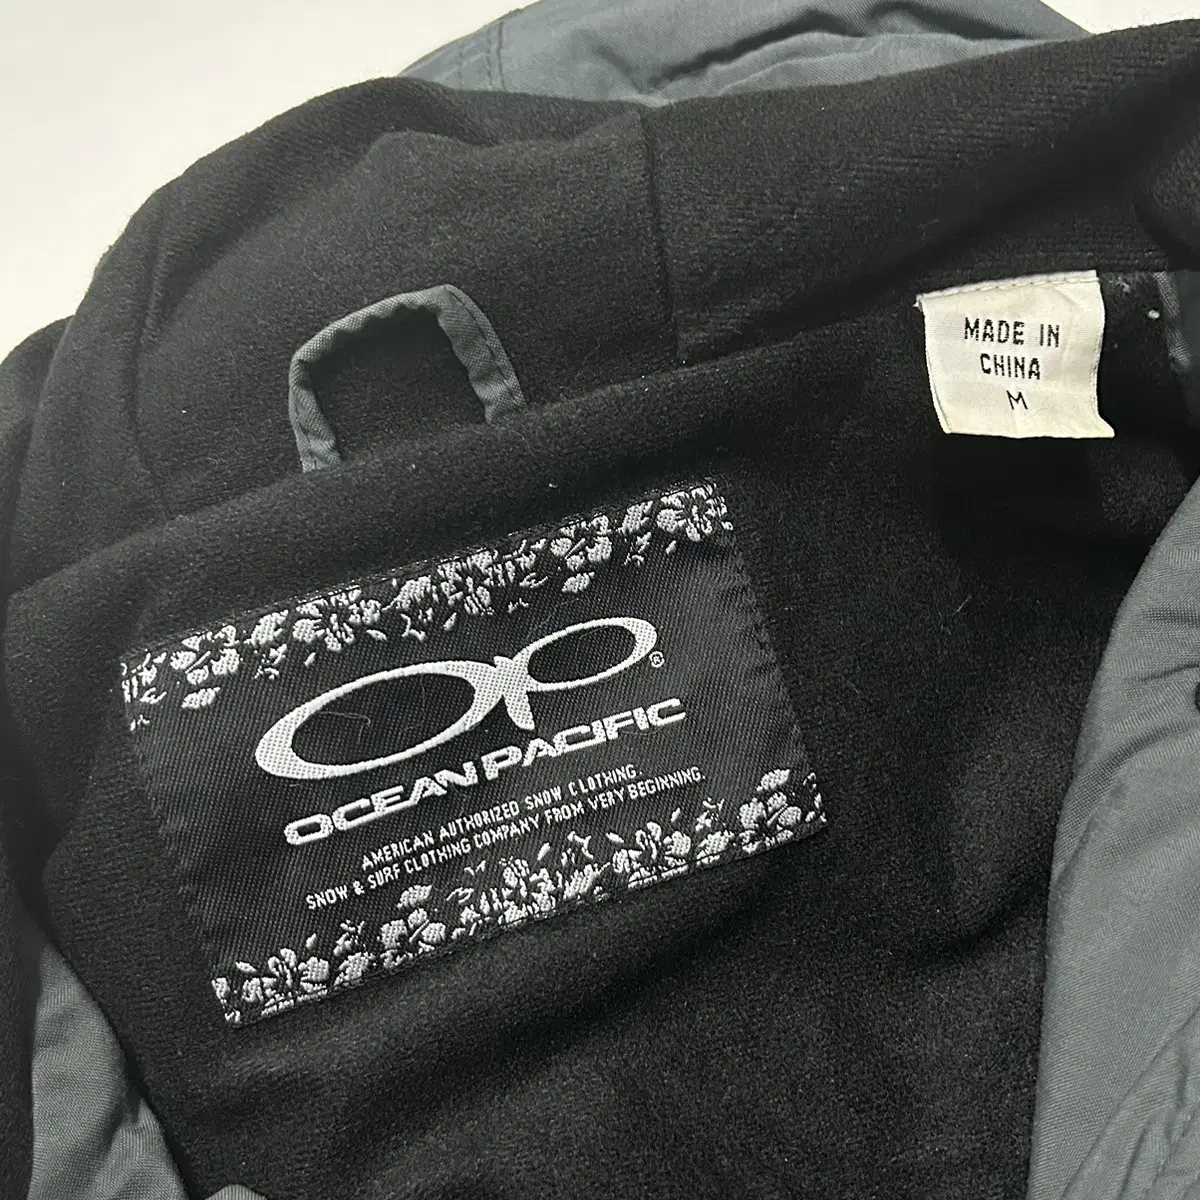 MADE IN
CHINA
M
op®
OCEAN PACIFIC
AMERICAN AUTHORIZED SNOW CLOTHING.
SNOW & SURF CLOTHING COMPANY FROM VERY BEGINNING.